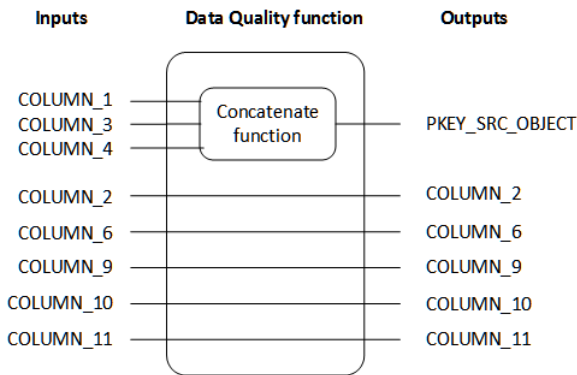 Inputs Data Quality function Outputs
COLUMN_1
COLUMN_3
COLUMN_4
Concatenate
function
PKEY_SRC_OBJECT
COLUMN_2 COLUMN_2
COLUMN_6 COLUMN_6
COLUMN_9 COLUMN_9
COLUMN_10 COLUMN_10
COLUMN_11 COLUMN_11